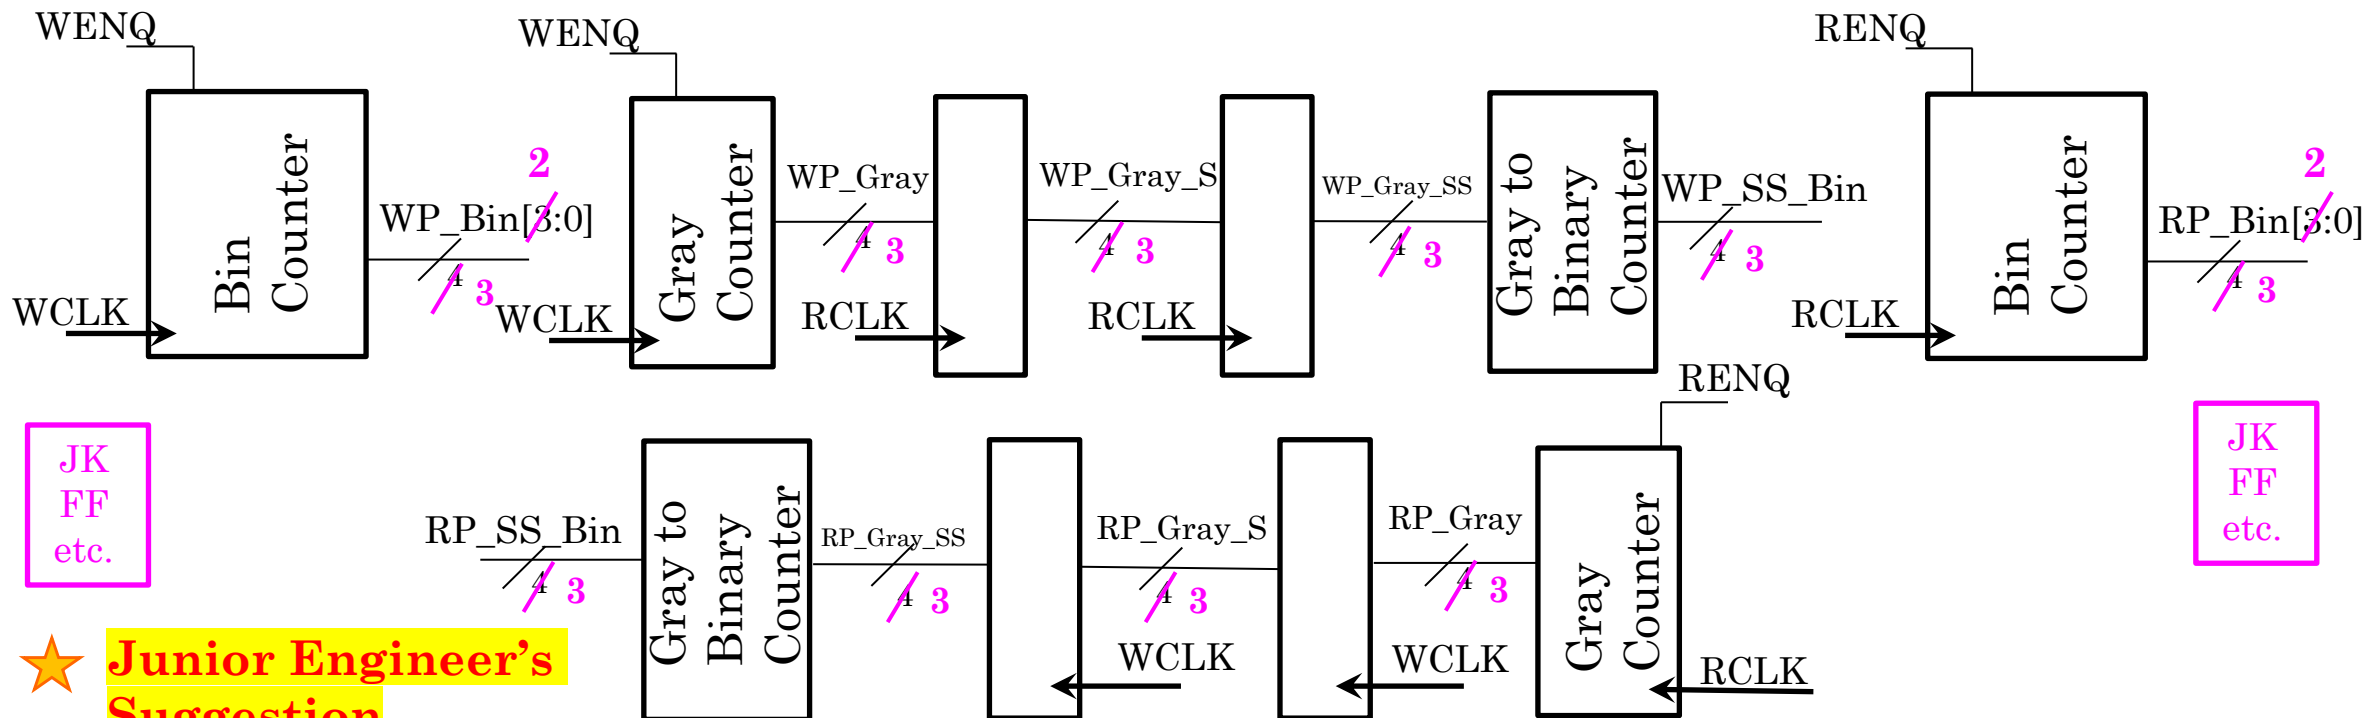 WENQ
WENQ
RENQ
Bin
Counter
2
WP_Bin[3:0]
4
3
WCLK
Gray
Counter
WCLK
WP_Gray
4
3
RCLK
WP_Gray_S
4
3
RCLK
WP_Gray_SS
4
3
Gray to
Binary
Counter
WP_SS_Bin
4
3
Bin
Counter
RCLK
2
RP_Bin[3:0]
4
3
RENQ
JK
FF
etc.
RP_SS_Bin
4
3
Gray to
Binary
Counter
RP_Gray_SS
4
3
RP_Gray_S
4
3
WCLK
RP_Gray
4
3
WCLK
Gray
Counter
RCLK
JK
FF
etc.
Junior Engineer's
Suggestion